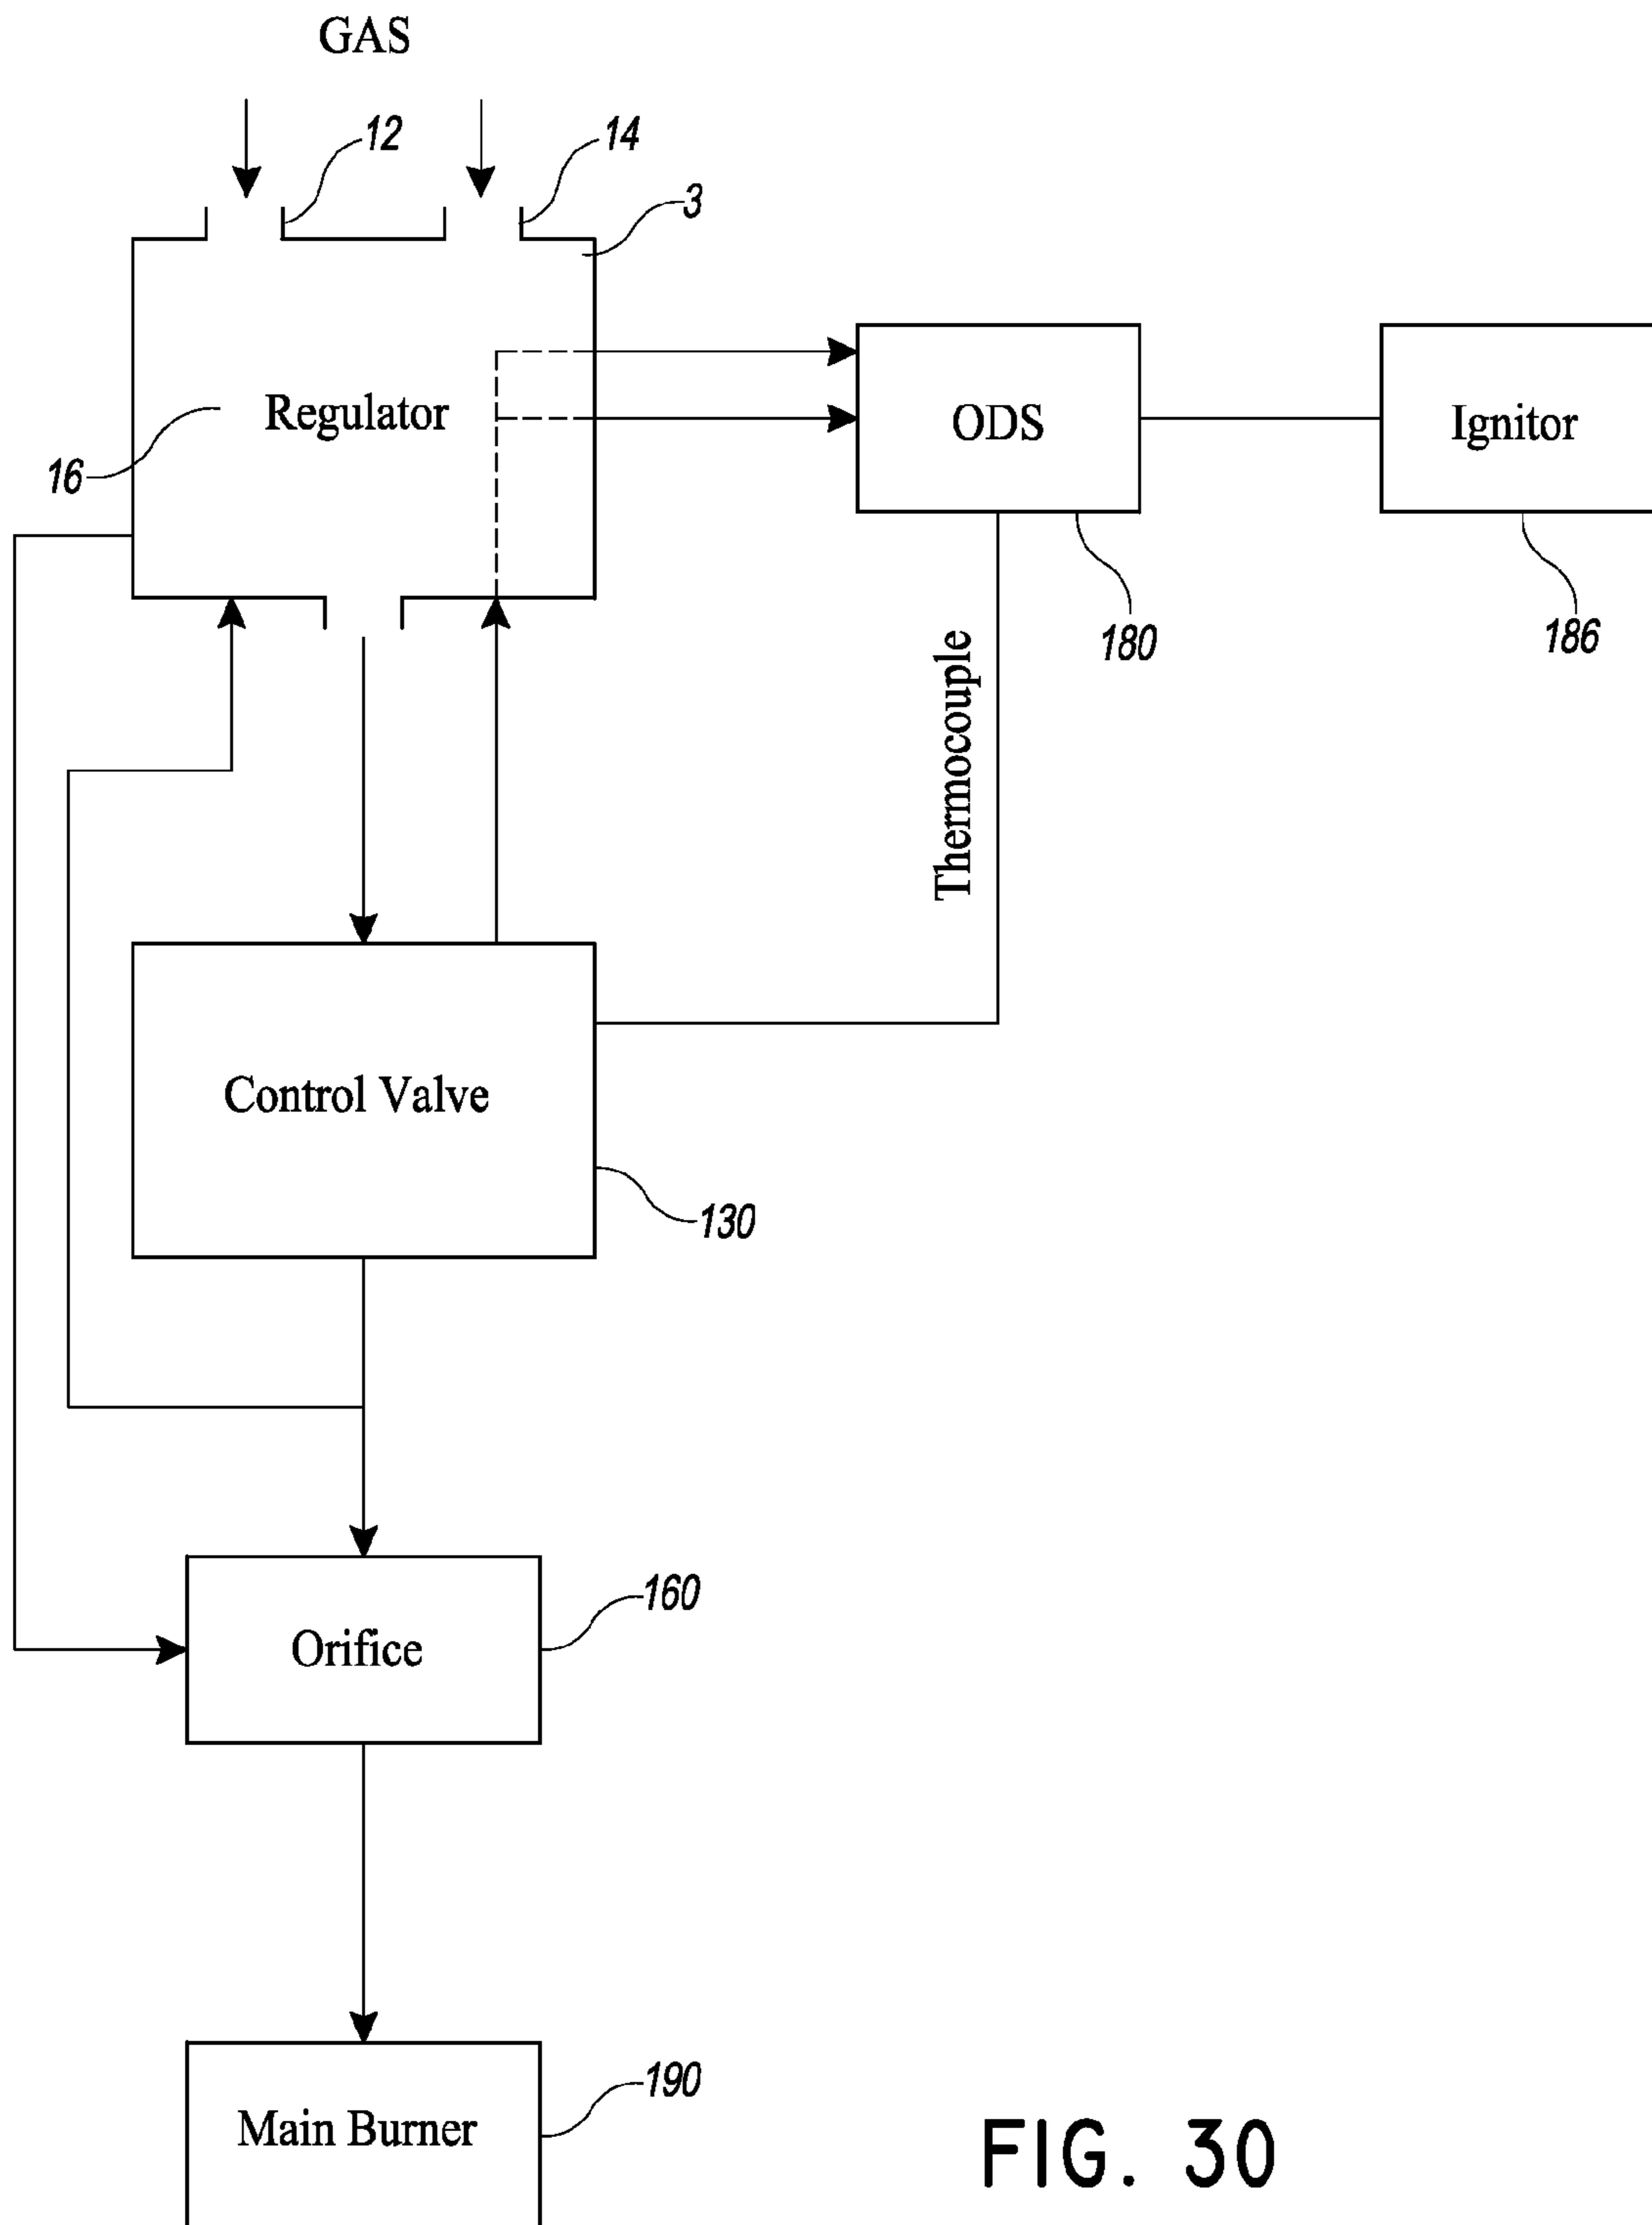 GAS
12
14
3
Regulator
16
ODS
Ignitor
180
186
Thermocouple
Control Valve
130
160
Orifice
190
Main Burner
FIG. 30